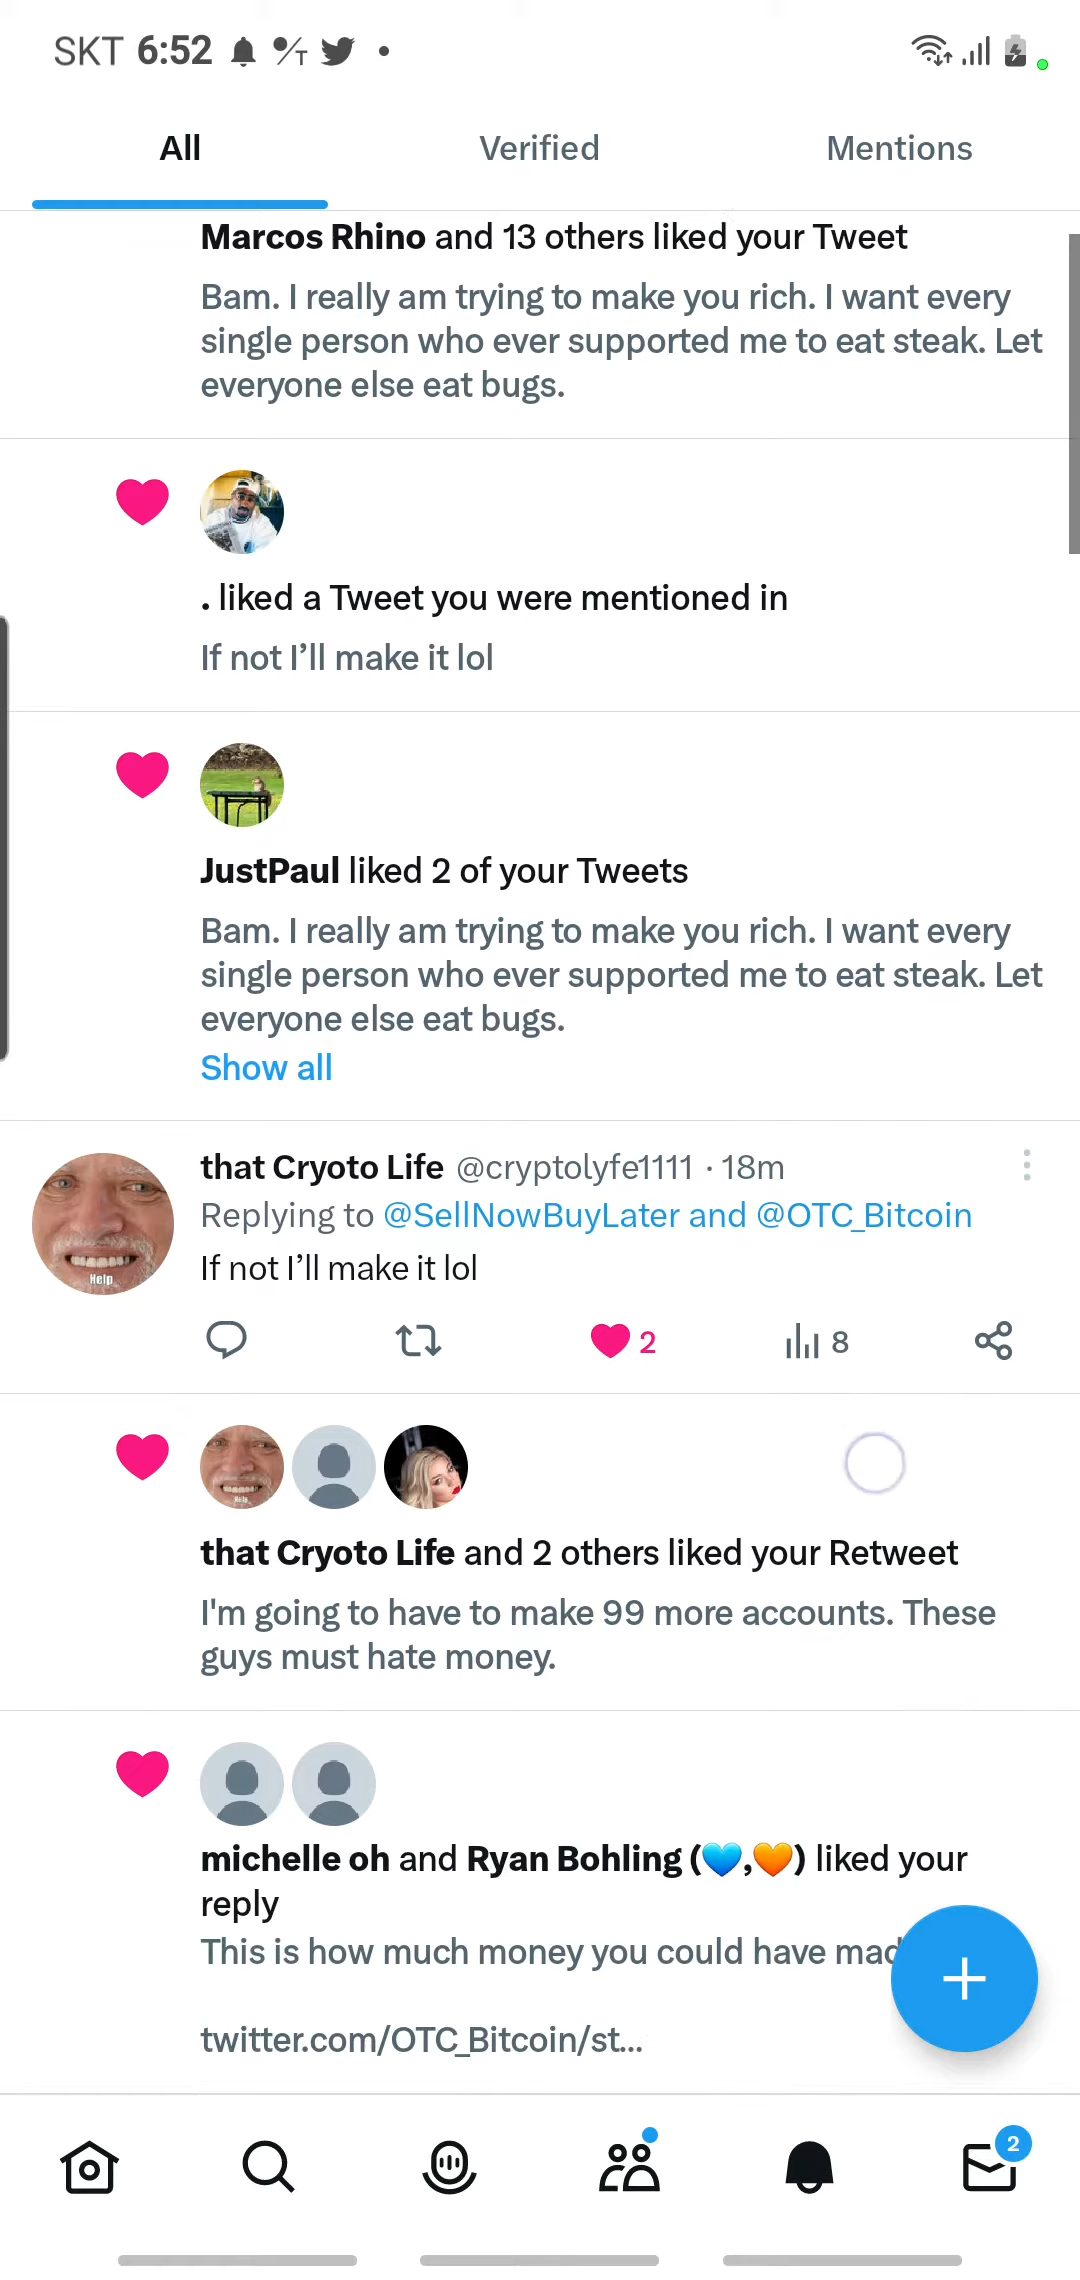 SKT 6:52
All Verified Mentions
Marcos Rhino and 13 others liked your Tweet
Bam. I really am trying to make you rich. I want every
single person who ever supported me to eat steak. Let
everyone else eat bugs.
. liked a Tweet you were mentioned in
If not I’ll make it lol
JustPaul liked 2 of your Tweets
Bam. I really am trying to make you rich. I want every
single person who ever supported me to eat steak. Let
everyone else eat bugs.
Show all
that Cryoto Life @cryptolyfe1111 · 18m
Replying to @SellNowBuyLater and @OTC_Bitcoin
If not I’ll make it lol
Help
2 8
that Cryoto Life and 2 others liked your Retweet
I'm going to have to make 99 more accounts. These
guys must hate money.
michelle oh and Ryan Bohling (💙,🧡) liked your
reply
This is how much money you could have
twitter.com/OTC_Bitcoin/st...
2